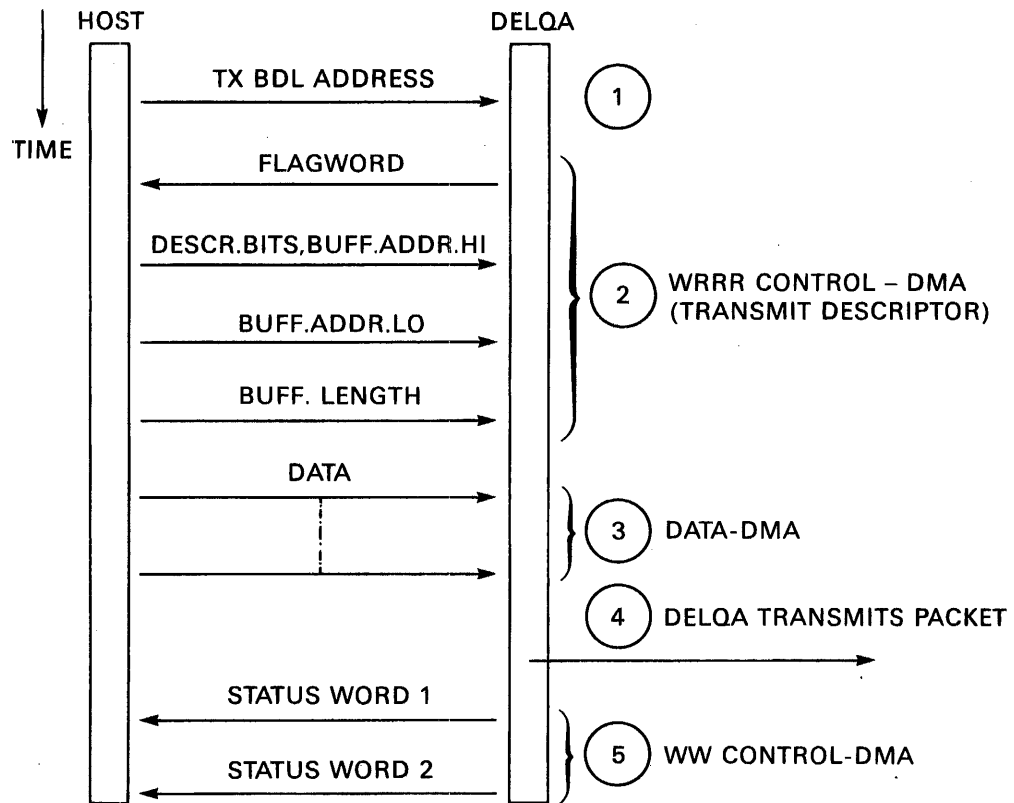 HOST
DELQA
TX BDL ADDRESS
1
TIME
FLAGWORD
DESCR.BITS,BUFF.ADDR.HI
2
WRRR CONTROL – DMA
(TRANSMIT DESCRIPTOR)
BUFF.ADDR.LO
BUFF. LENGTH
DATA
3
DATA-DMA
4
DELQA TRANSMITS PACKET
STATUS WORD 1
5
WW CONTROL-DMA
STATUS WORD 2